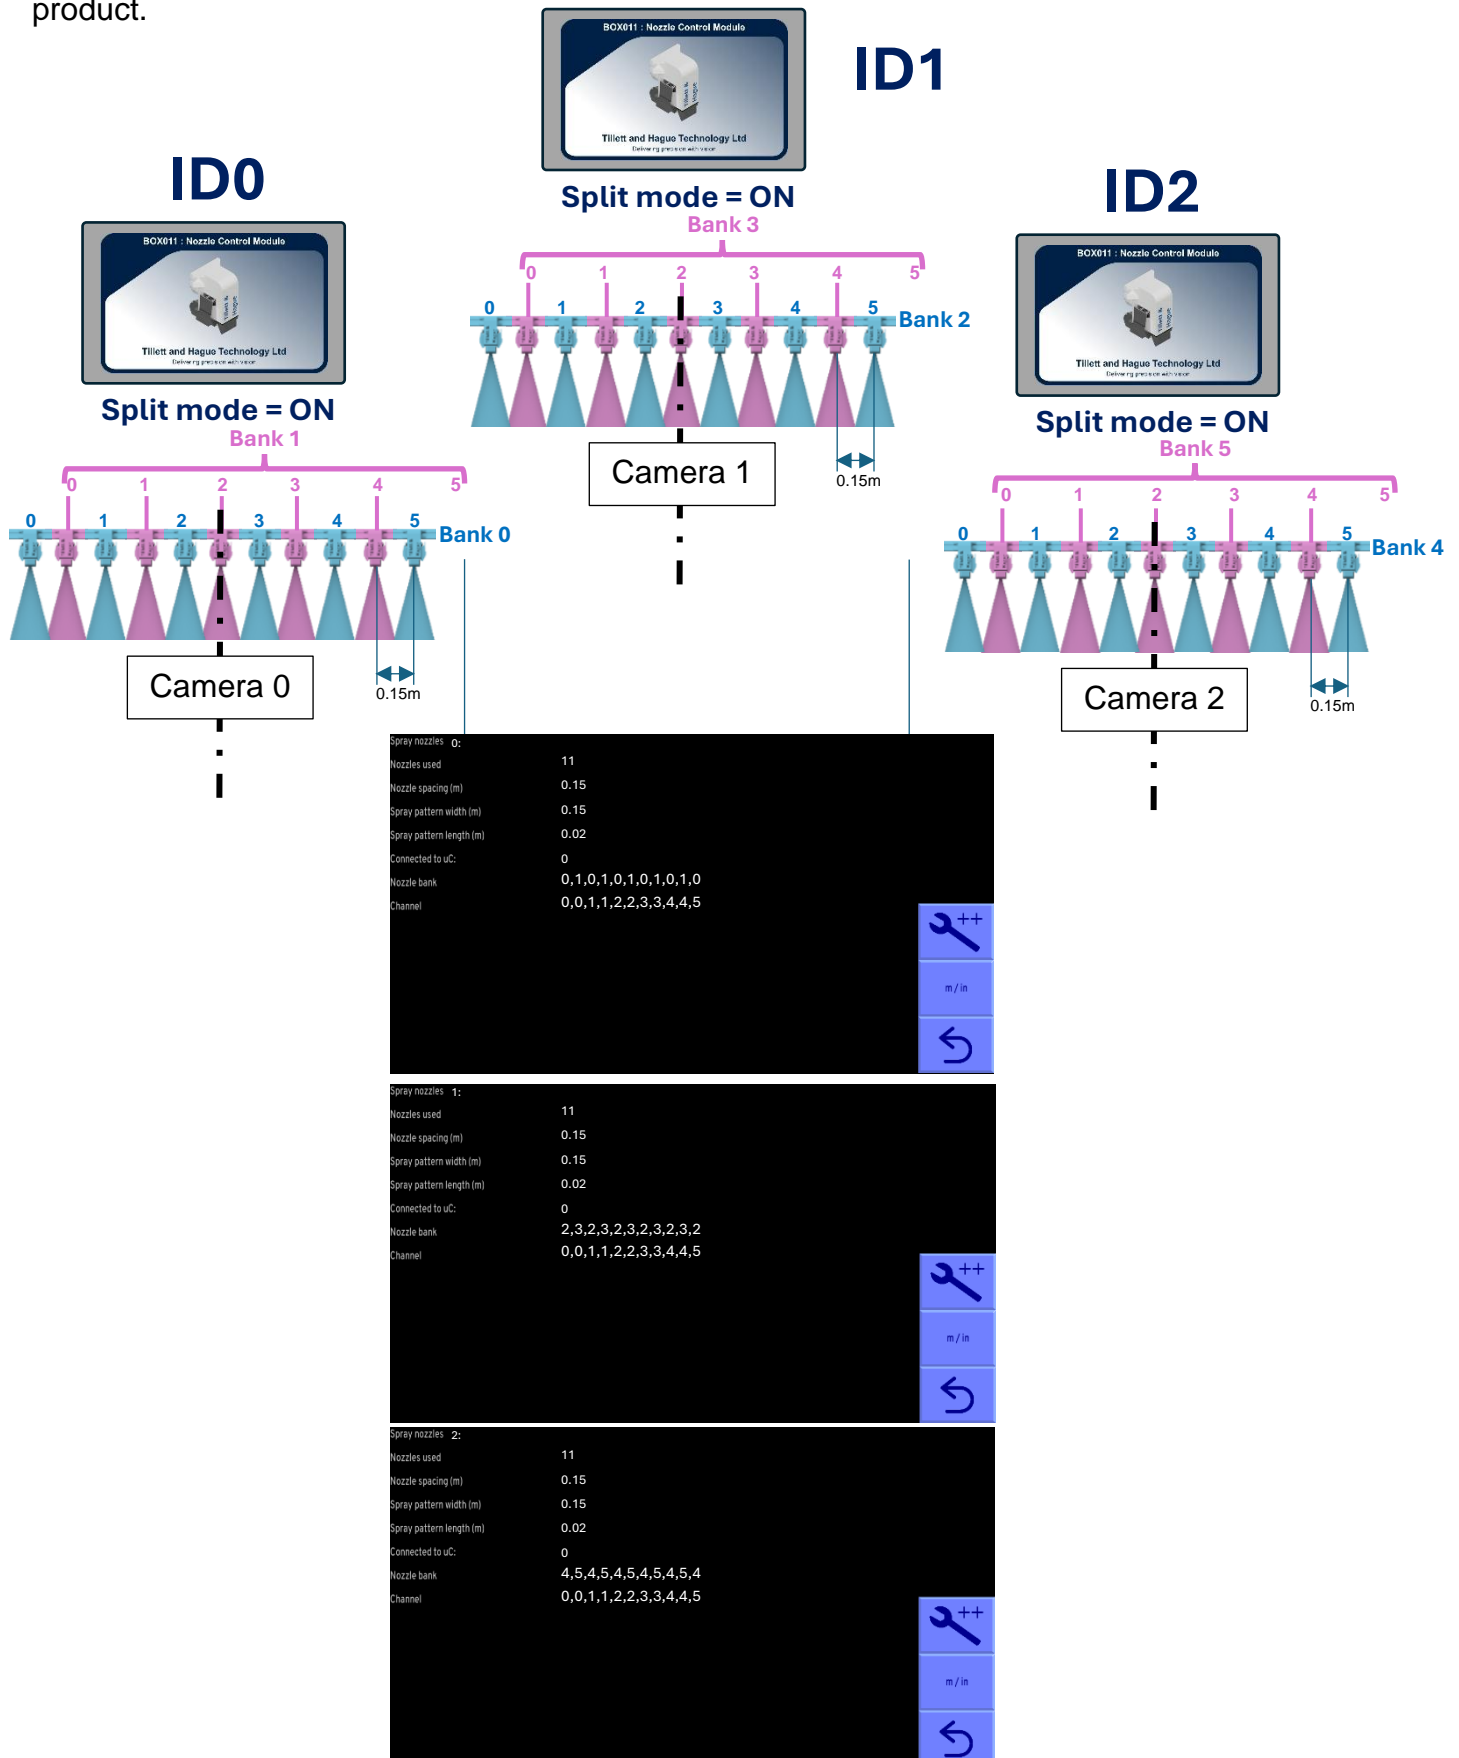 product.
ID1
BOX011 : Nozzle Control Module
Tillett and Hague Technology Ltd
Delivering precision with vision
Split mode = ON
Bank 3
0 1 2 3 4 5
0 1 2 3 4 5 Bank 2
Camera 1
0.15m
ID0
BOX011 : Nozzle Control Module
Tillett and Hague Technology Ltd
Delivering precision with vision
Split mode = ON
Bank 1
0 1 2 3 4 5
0 1 2 3 4 5 Bank 0
Camera 0
0.15m
ID2
BOX011 : Nozzle Control Module
Tillett and Hague Technology Ltd
Delivering precision with vision
Split mode = ON
Bank 5
0 1 2 3 4 5
0 1 2 3 4 5 Bank 4
Camera 2
0.15m
Spray nozzles 0:
Nozzles used 11
Nozzle spacing (m) 0.15
Spray pattern width (m) 0.15
Spray pattern length (m) 0.02
Connected to uC: 0
Nozzle bank 0,1,0,1,0,1,0,1,0,1,0
Channel 0,0,1,1,2,2,3,3,4,4,5
++
m/in
Spray nozzles 1:
Nozzles used 11
Nozzle spacing (m) 0.15
Spray pattern width (m) 0.15
Spray pattern length (m) 0.02
Connected to uC: 0
Nozzle bank 2,3,2,3,2,3,2,3,2,3,2
Channel 0,0,1,1,2,2,3,3,4,4,5
++
m/in
Spray nozzles 2:
Nozzles used 11
Nozzle spacing (m) 0.15
Spray pattern width (m) 0.15
Spray pattern length (m) 0.02
Connected to uC: 0
Nozzle bank 4,5,4,5,4,5,4,5,4,5,4
Channel 0,0,1,1,2,2,3,3,4,4,5
++
m/in